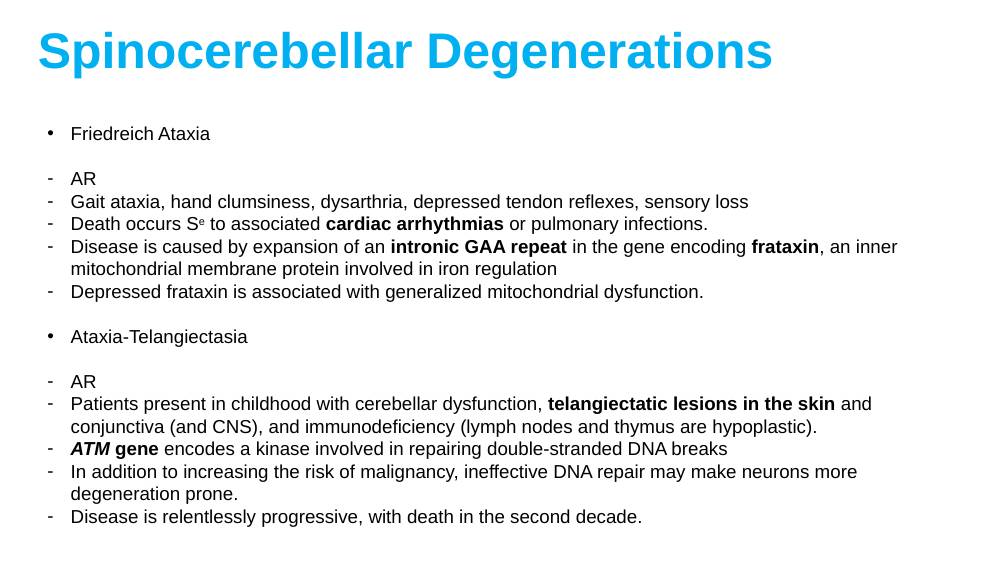 Spinocerebellar Degenerations
• Friedreich Ataxia
- AR
- Gait ataxia, hand clumsiness, dysarthria, depressed tendon reflexes, sensory loss
- Death occurs Sᵉ to associated cardiac arrhythmias or pulmonary infections.
- Disease is caused by expansion of an intronic GAA repeat in the gene encoding frataxin, an inner
mitochondrial membrane protein involved in iron regulation
- Depressed frataxin is associated with generalized mitochondrial dysfunction.
• Ataxia-Telangiectasia
- AR
- Patients present in childhood with cerebellar dysfunction, telangiectatic lesions in the skin and
conjunctiva (and CNS), and immunodeficiency (lymph nodes and thymus are hypoplastic).
- ATM gene encodes a kinase involved in repairing double-stranded DNA breaks
- In addition to increasing the risk of malignancy, ineffective DNA repair may make neurons more
degeneration prone.
- Disease is relentlessly progressive, with death in the second decade.